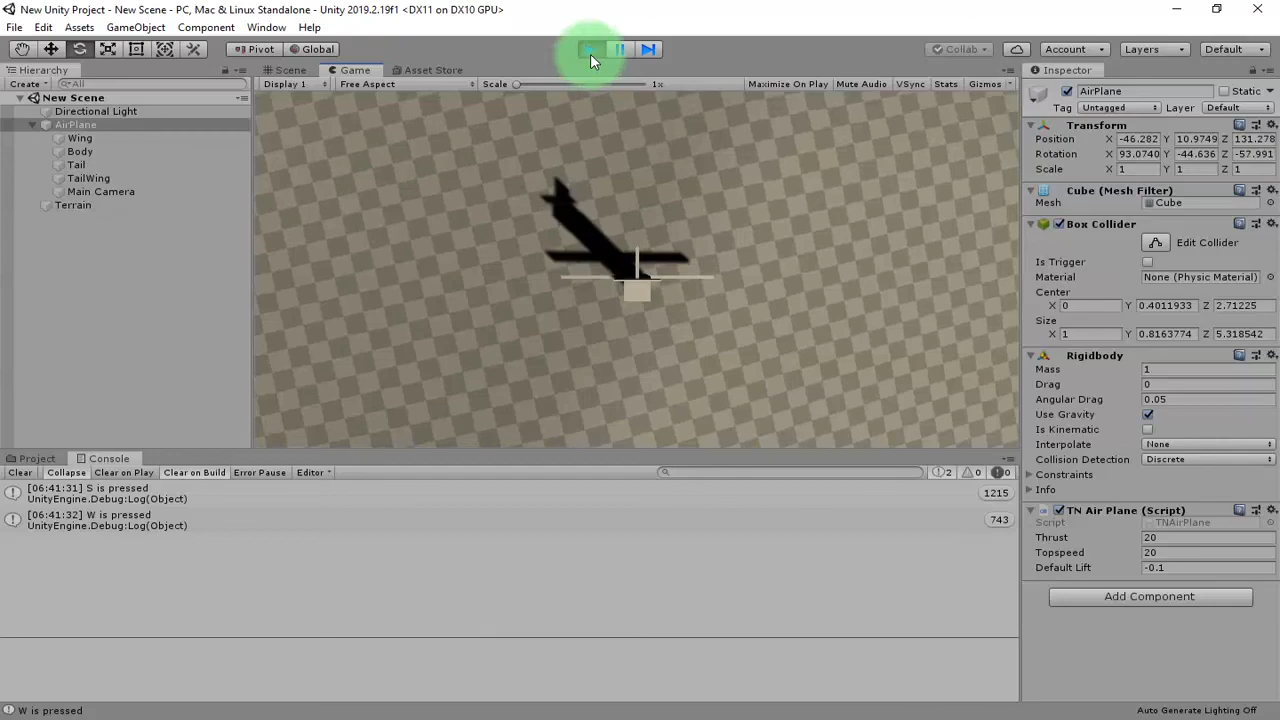 New Unity Project - New Scene - PC, Mac & Linux Standalone - Unity 2019.2.19f1 <DX11 on DX10 GPU>
File Edit Assets GameObject Component Window Help
Pivot Global Collab Account Layers Default
Hierarchy
Create All
New Scene
Directional Light
AirPlane
Wing
Body
Tail
TailWing
Main Camera
Terrain
Scene Game Asset Store
Display 1 Free Aspect Scale 1x Maximize On Play Mute Audio VSync Stats Gizmos
Inspector
AirPlane Static
Tag Untagged Layer Default
Transform
Position X -46.282 Y 10.9749 Z 131.278
Rotation X 93.0740 Y -44.636 Z -57.991
Scale X 1 Y 1 Z 1
Cube (Mesh Filter)
Mesh Cube
Box Collider
Edit Collider
Is Trigger
Material None (Physic Material)
Center
X 0 Y 0.4011933 Z 2.71225
Size
X 1 Y 0.8163774 Z 5.318542
Rigidbody
Mass 1
Drag 0
Angular Drag 0.05
Use Gravity
Is Kinematic
Interpolate None
Collision Detection Discrete
Constraints
Info
TN Air Plane (Script)
Script TNAirPlane
Thrust 20
Topspeed 20
Default Lift -0.1
Add Component
Project Console
Clear Collapse Clear on Play Clear on Build Error Pause Editor 2 0 0
[06:41:31] S is pressed
UnityEngine.Debug:Log(Object)
1215
[06:41:32] W is pressed
UnityEngine.Debug:Log(Object)
743
W is pressed
Auto Generate Lighting Off